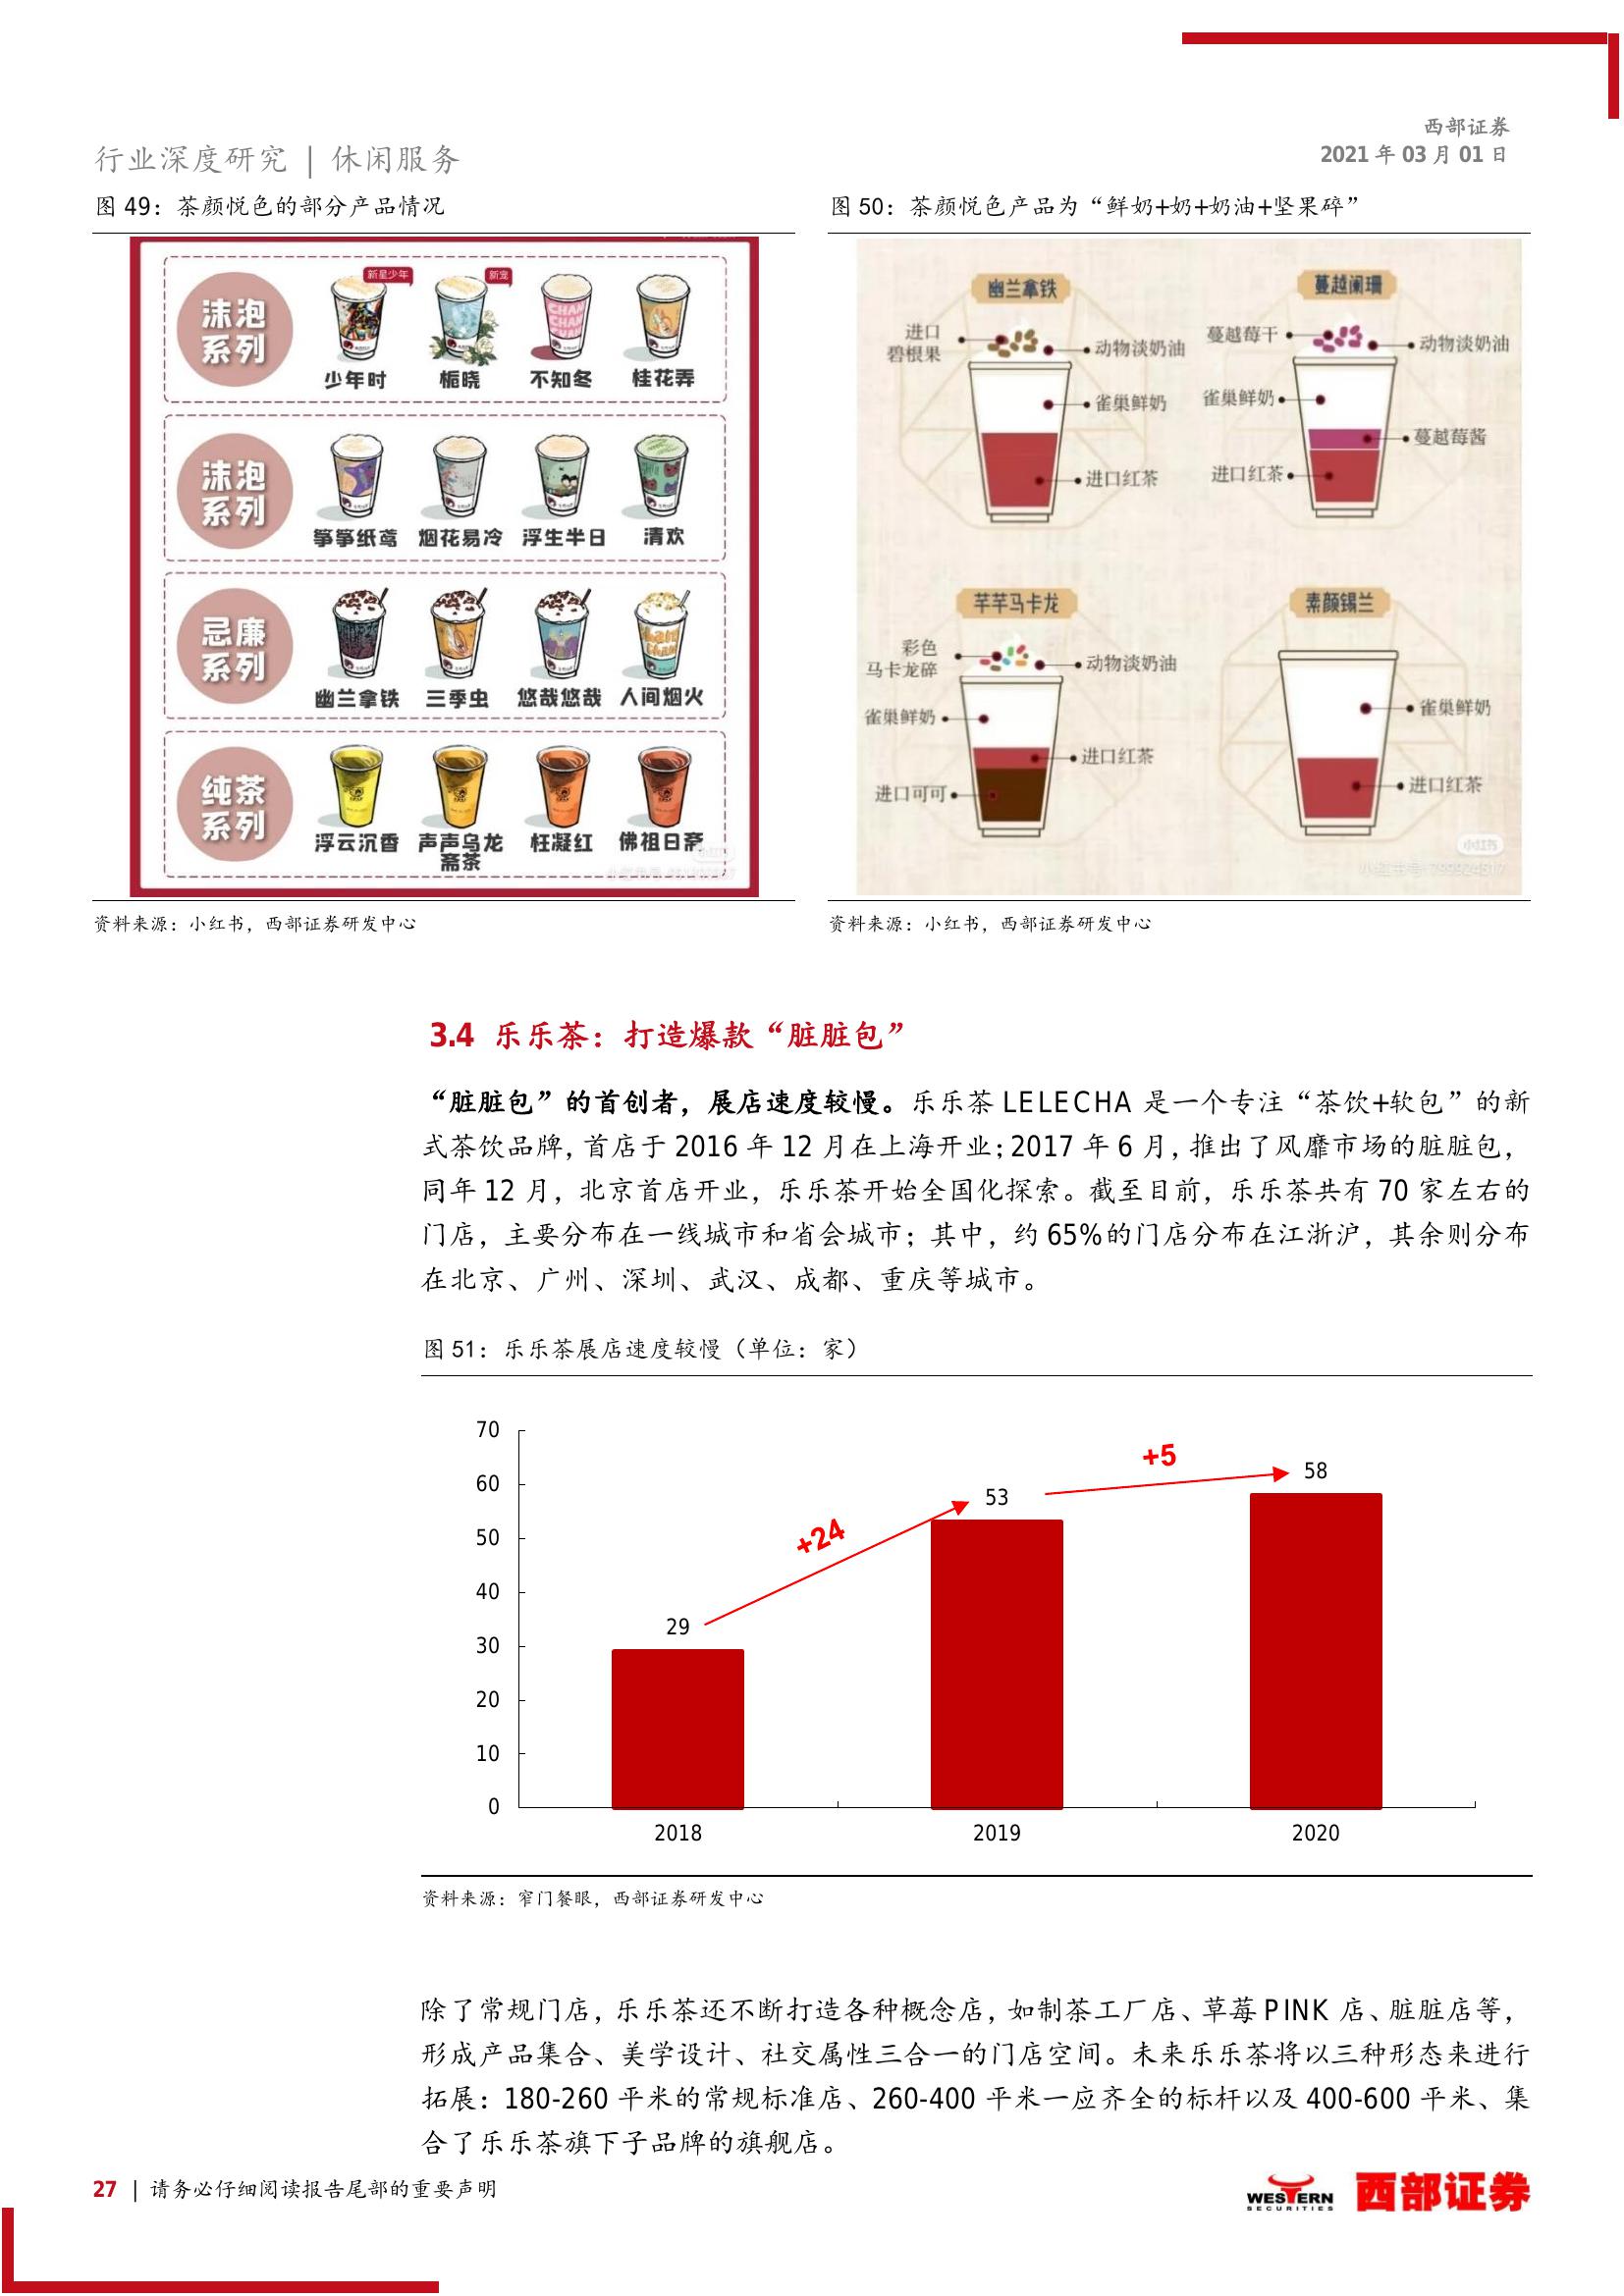 西部证券
行业深度研究 | 休闲服务
2021 年 03 月 01 日
图 49：茶颜悦色的部分产品情况
沫泡
系列
新星少年
新宠
少年时
栀晓
不知冬
桂花弄
沫泡
系列
筝筝纸鸢
烟花易冷
浮生半日
清欢
忌廉
系列
幽兰拿铁
三季虫
悠哉悠哉
人间烟火
纯茶
系列
浮云沉香
声声乌龙
斋茶
枉凝红
佛祖日斋
资料来源：小红书，西部证券研发中心
图 50：茶颜悦色产品为“鲜奶+奶+奶油+坚果碎”
幽兰拿铁
进口
碧根果
动物淡奶油
雀巢鲜奶
进口红茶
蔓越阑珊
蔓越莓干
动物淡奶油
雀巢鲜奶
蔓越莓酱
进口红茶
芊芊马卡龙
彩色
马卡龙碎
动物淡奶油
雀巢鲜奶
进口红茶
进口可可
素颜锡兰
雀巢鲜奶
进口红茶
小红书
资料来源：小红书，西部证券研发中心
3.4 乐乐茶：打造爆款“脏脏包”
“脏脏包”的首创者，展店速度较慢。乐乐茶 LELECHA 是一个专注“茶饮+软包”的新
式茶饮品牌，首店于 2016 年 12 月在上海开业；2017 年 6 月，推出了风靡市场的脏脏包，
同年 12 月，北京首店开业，乐乐茶开始全国化探索。截至目前，乐乐茶共有 70 家左右的
门店，主要分布在一线城市和省会城市；其中，约 65%的门店分布在江浙沪，其余则分布
在北京、广州、深圳、武汉、成都、重庆等城市。
图 51：乐乐茶展店速度较慢（单位：家）
70
60
50
40
30
20
10
0
29
+24
53
+5
58
2018
2019
2020
资料来源：窄门餐眼，西部证券研发中心
除了常规门店，乐乐茶还不断打造各种概念店，如制茶工厂店、草莓 PINK 店、脏脏店等，
形成产品集合、美学设计、社交属性三合一的门店空间。未来乐乐茶将以三种形态来进行
拓展：180-260 平米的常规标准店、260-400 平米一应齐全的标杆以及 400-600 平米、集
合了乐乐茶旗下子品牌的旗舰店。
27 | 请务必仔细阅读报告尾部的重要声明
WESTERN
SECURITIES
西部证券